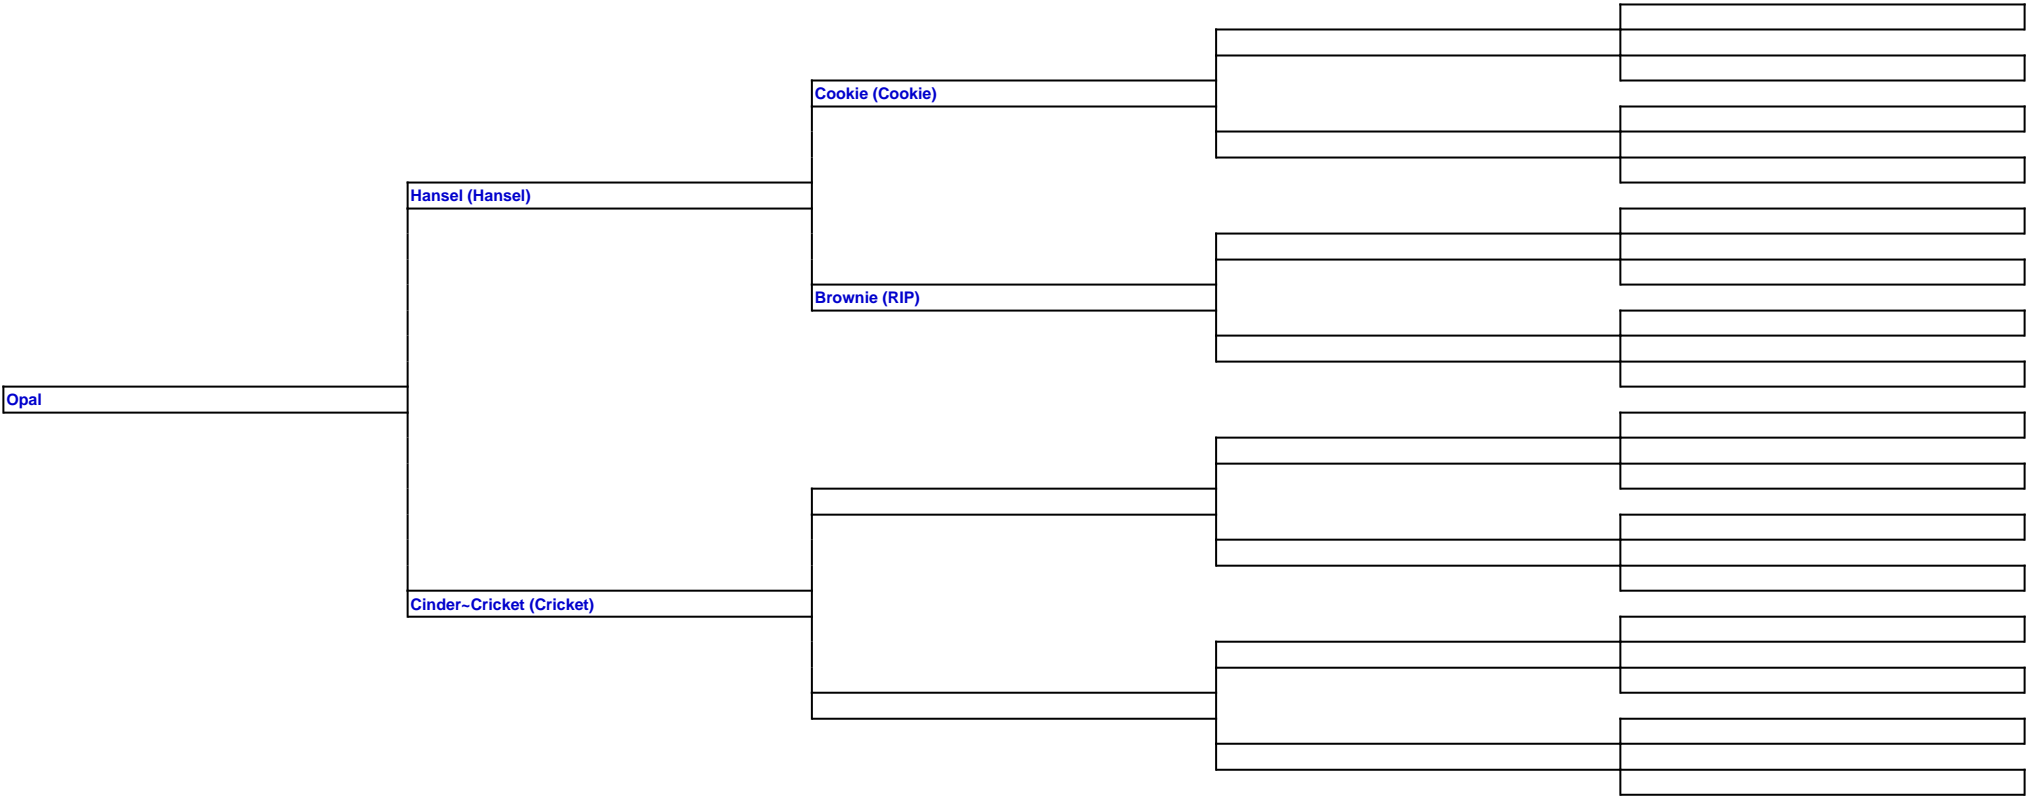 Cookie (Cookie)
Hansel (Hansel)
Brownie (RIP)
Opal
Cinder~Cricket (Cricket)